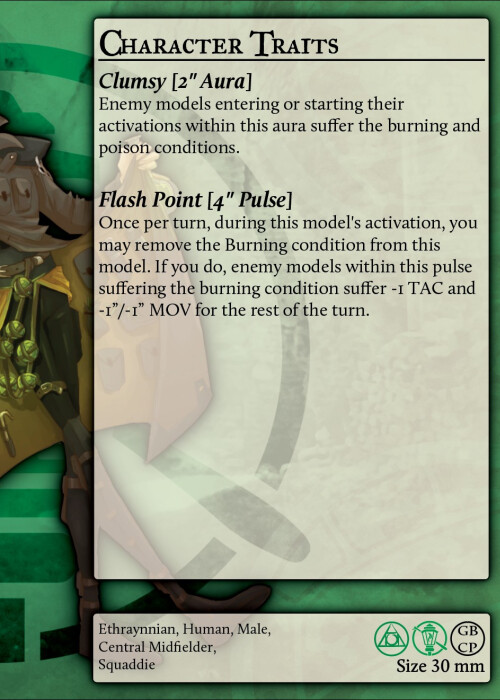 Character Traits
Clumsy [2" Aura]
Enemy models entering or starting their
activations within this aura suffer the burning and
poison conditions.
Flash Point [4" Pulse]
Once per turn, during this model's activation, you
may remove the Burning condition from this
model. If you do, enemy models within this pulse
suffering the burning condition suffer -1 TAC and
-1”/-1” MOV for the rest of the turn.
Ethraynnian, Human, Male,
Central Midfielder,
Squaddie
GB
CP
Size 30 mm